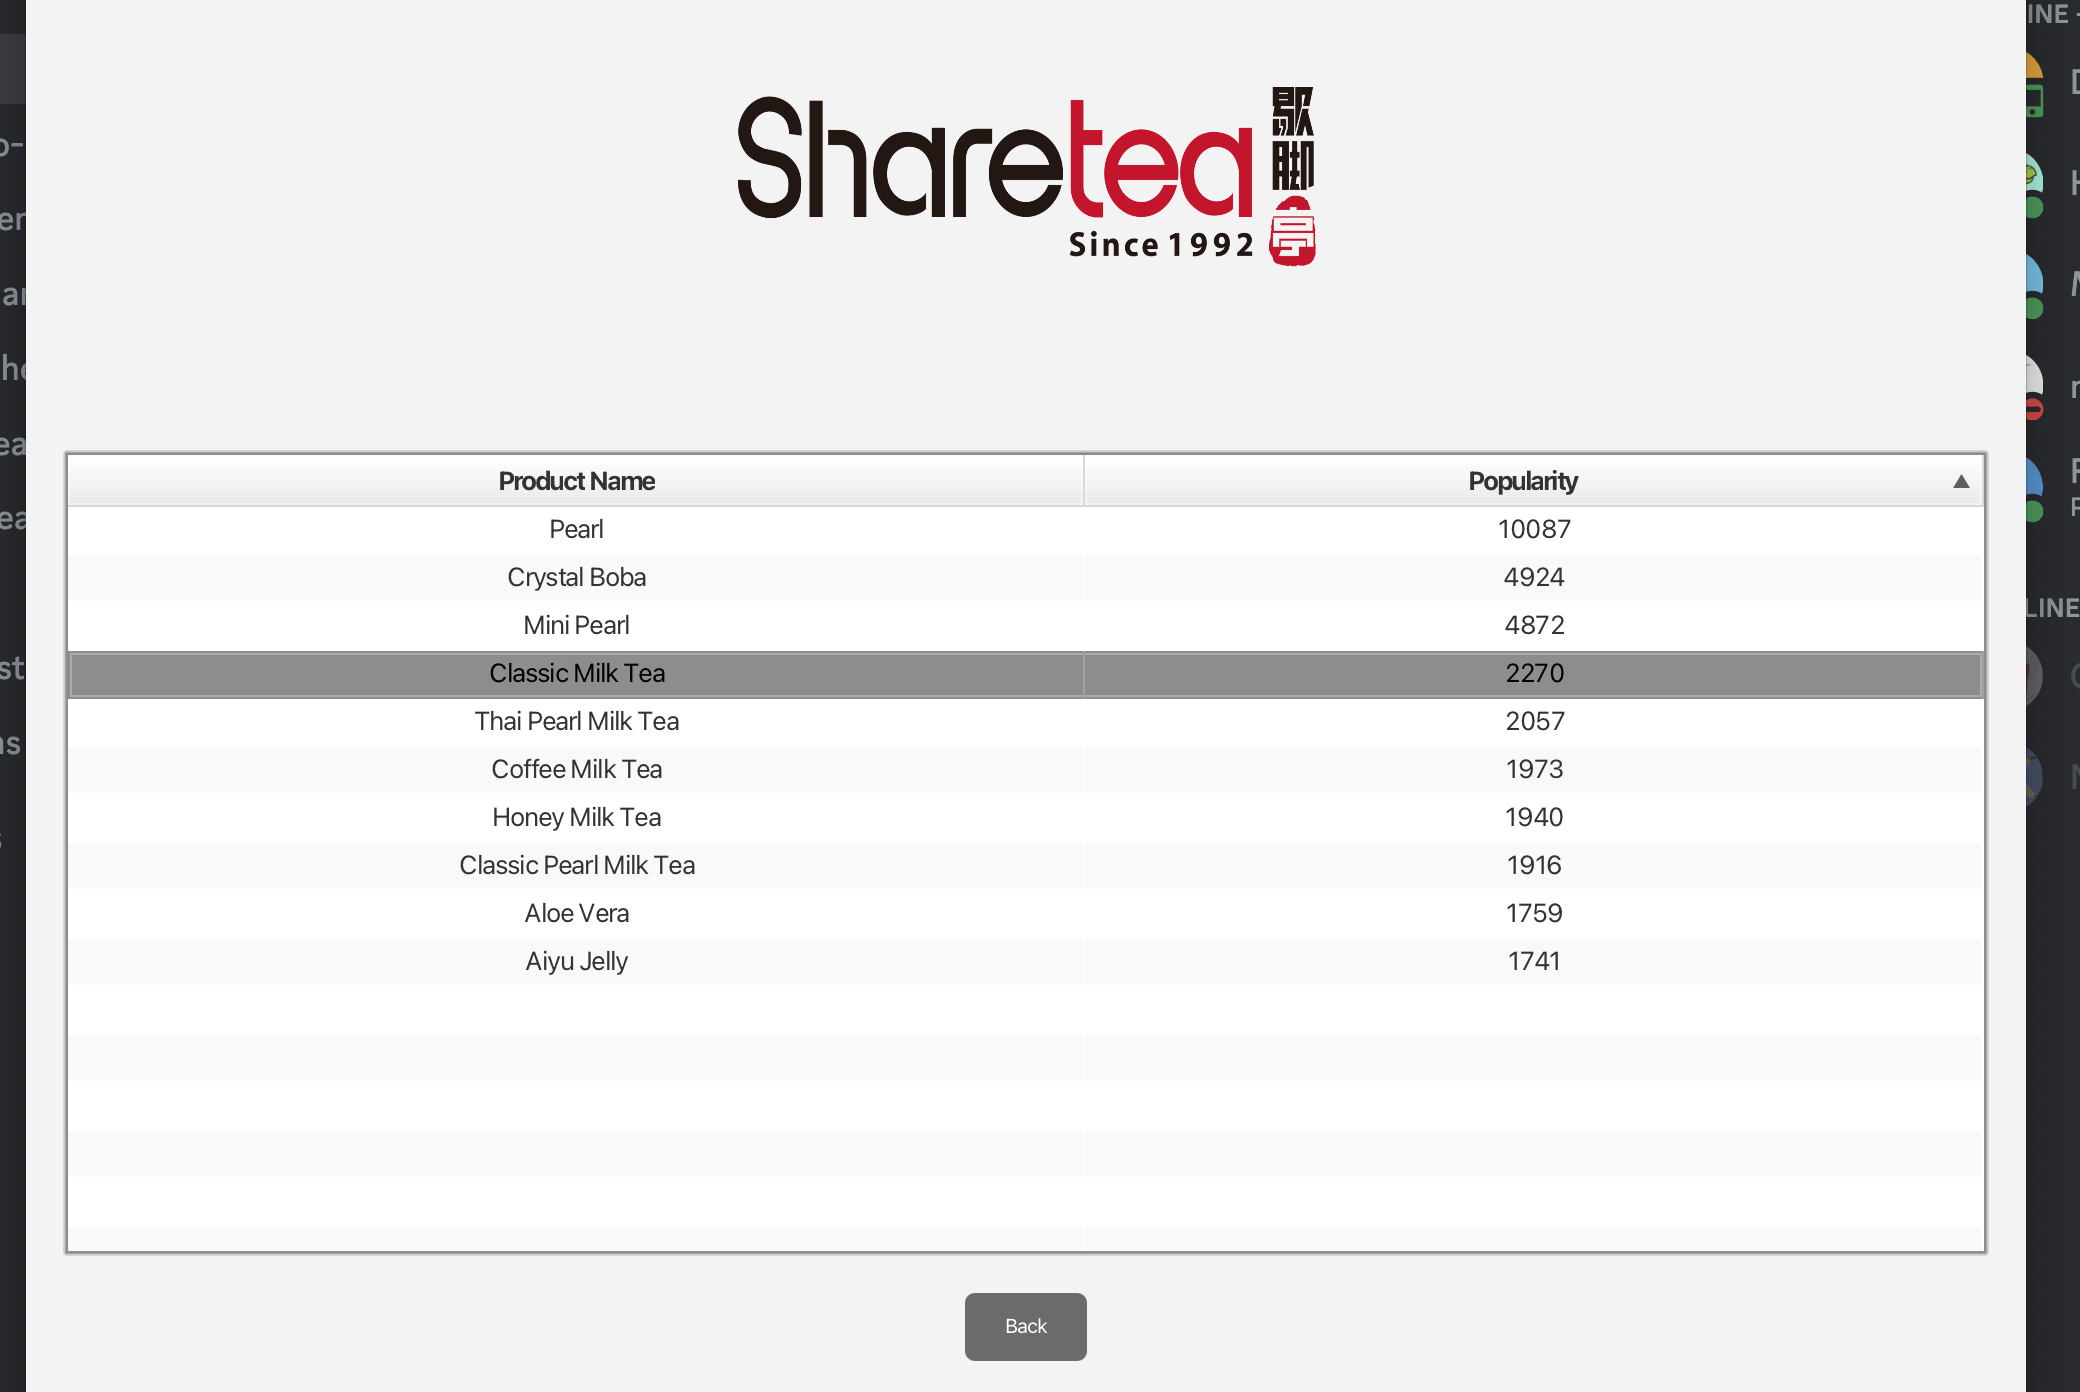 Sharetea
歇脚亭
Since 1992
Product Name Popularity
Pearl 10087
Crystal Boba 4924
Mini Pearl 4872
Classic Milk Tea 2270
Thai Pearl Milk Tea 2057
Coffee Milk Tea 1973
Honey Milk Tea 1940
Classic Pearl Milk Tea 1916
Aloe Vera 1759
Aiyu Jelly 1741
Back